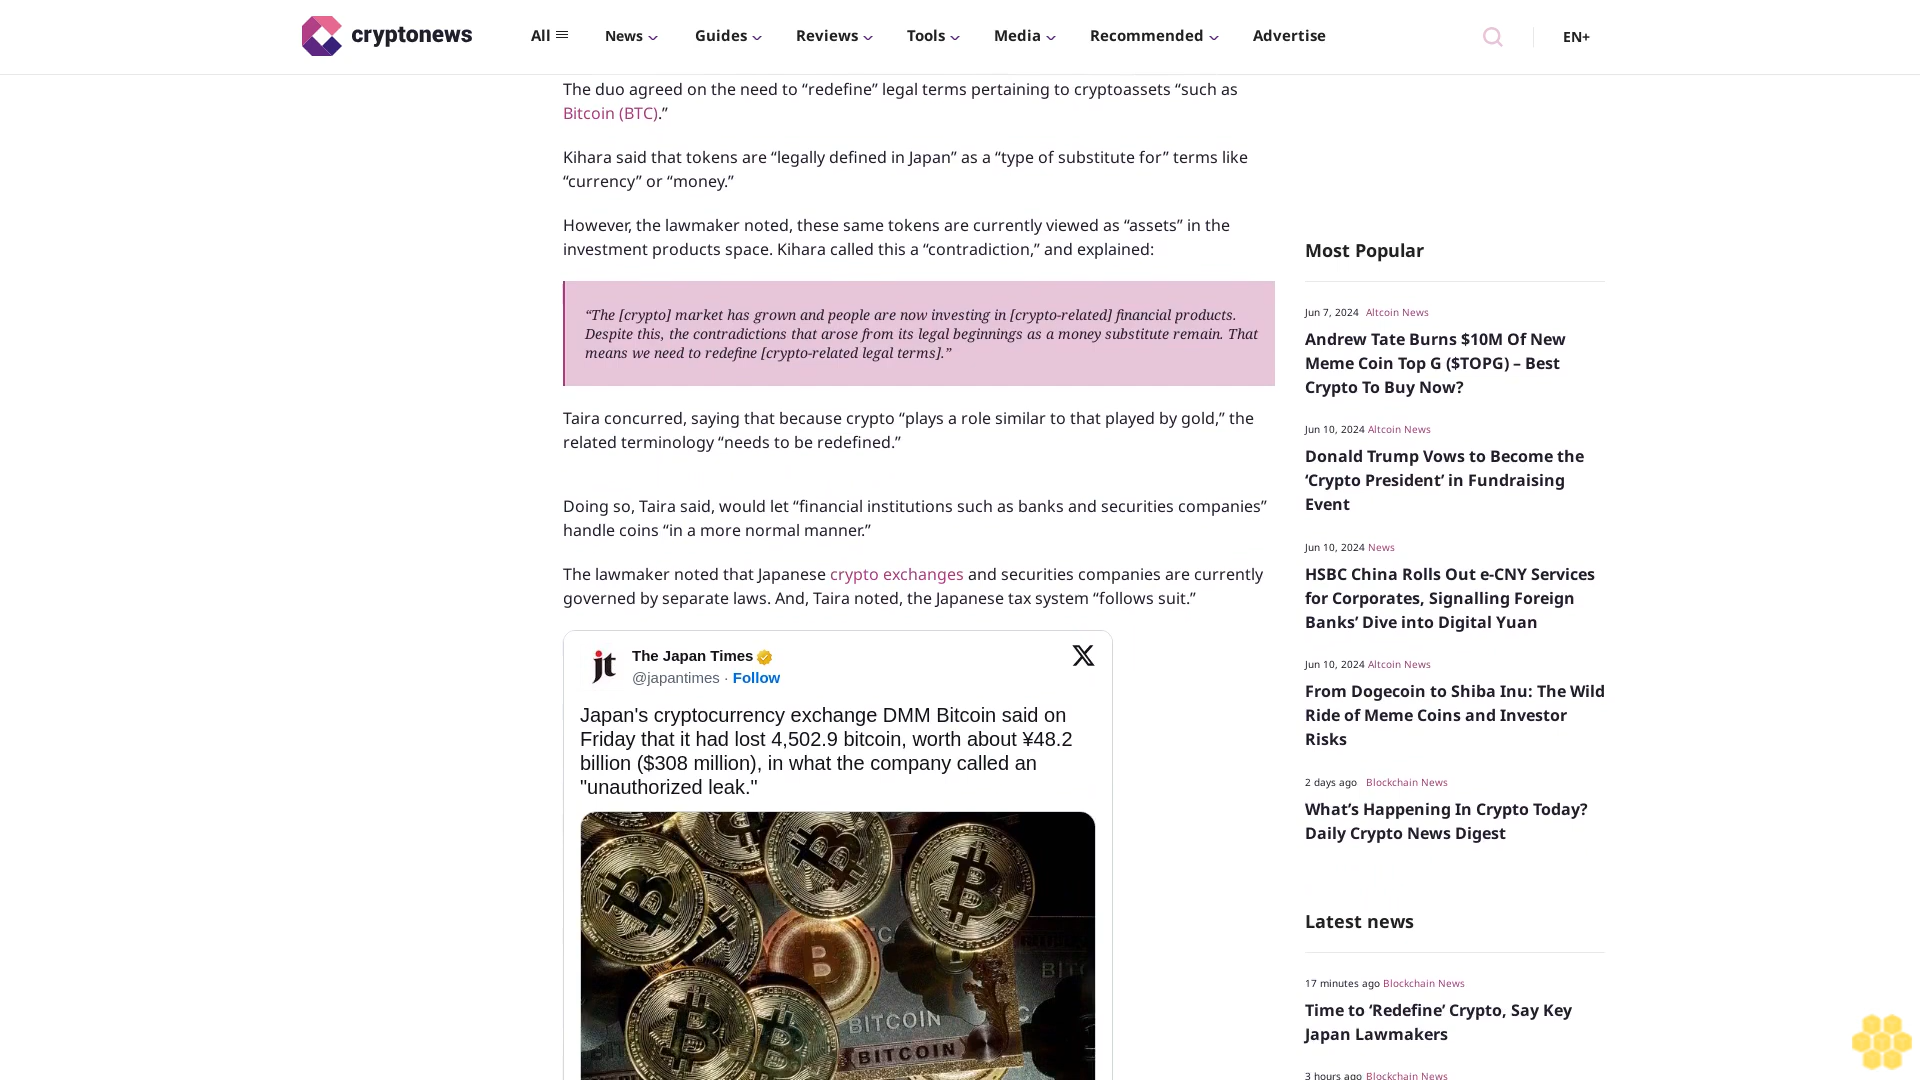 cryptonews
All
News
Guides
Reviews
Tools
Media
Recommended
Advertise
EN+
The duo agreed on the need to “redefine” legal terms pertaining to cryptoassets “such as
Bitcoin (BTC).”
Kihara said that tokens are “legally defined in Japan” as a “type of substitute for” terms like
“currency” or “money.”
However, the lawmaker noted, these same tokens are currently viewed as “assets” in the
investment products space. Kihara called this a “contradiction,” and explained:
“The [crypto] market has grown and people are now investing in [crypto-related] financial products.
Despite this, the contradictions that arose from its legal beginnings as a money substitute remain. That
means we need to redefine [crypto-related legal terms].”
Taira concurred, saying that because crypto “plays a role similar to that played by gold,” the
related terminology “needs to be redefined.”
Doing so, Taira said, would let “financial institutions such as banks and securities companies”
handle coins “in a more normal manner.”
The lawmaker noted that Japanese crypto exchanges and securities companies are currently
governed by separate laws. And, Taira noted, the Japanese tax system “follows suit.”
jt
The Japan Times
@japantimes · Follow
Japan's cryptocurrency exchange DMM Bitcoin said on
Friday that it had lost 4,502.9 bitcoin, worth about ¥48.2
billion ($308 million), in what the company called an
"unauthorized leak."
BITCOIN
BITCOIN
Most Popular
Jun 7, 2024 Altcoin News
Andrew Tate Burns $10M Of New
Meme Coin Top G ($TOPG) – Best
Crypto To Buy Now?
Jun 10, 2024 Altcoin News
Donald Trump Vows to Become the
‘Crypto President’ in Fundraising
Event
Jun 10, 2024 News
HSBC China Rolls Out e-CNY Services
for Corporates, Signalling Foreign
Banks’ Dive into Digital Yuan
Jun 10, 2024 Altcoin News
From Dogecoin to Shiba Inu: The Wild
Ride of Meme Coins and Investor
Risks
2 days ago Blockchain News
What’s Happening In Crypto Today?
Daily Crypto News Digest
Latest news
17 minutes ago Blockchain News
Time to ‘Redefine’ Crypto, Say Key
Japan Lawmakers
3 hours ago Blockchain News